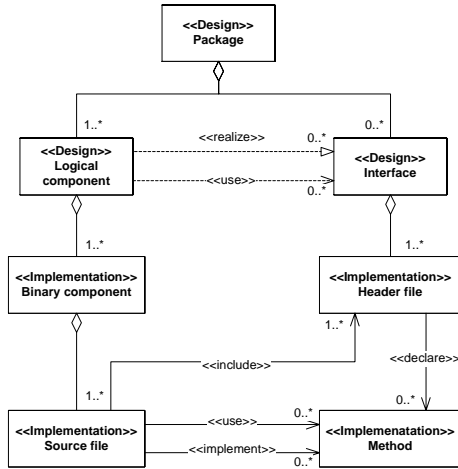 <<Design>>
Package
1..*
0..*
<<realize>>
0..*
<<Design>>
Logical
component
<<Design>>
Interface
<<use>>
0..*
1..*
1..*
<<Implementation>>
Binary component
<<Implementation>>
Header file
1..*
<<include>>
<<declare>>
1..*
0..*
<<Implementation>>
Source file
<<use>>
0..*
<<implement>>
0..*
<<Implemenatation>>
Method